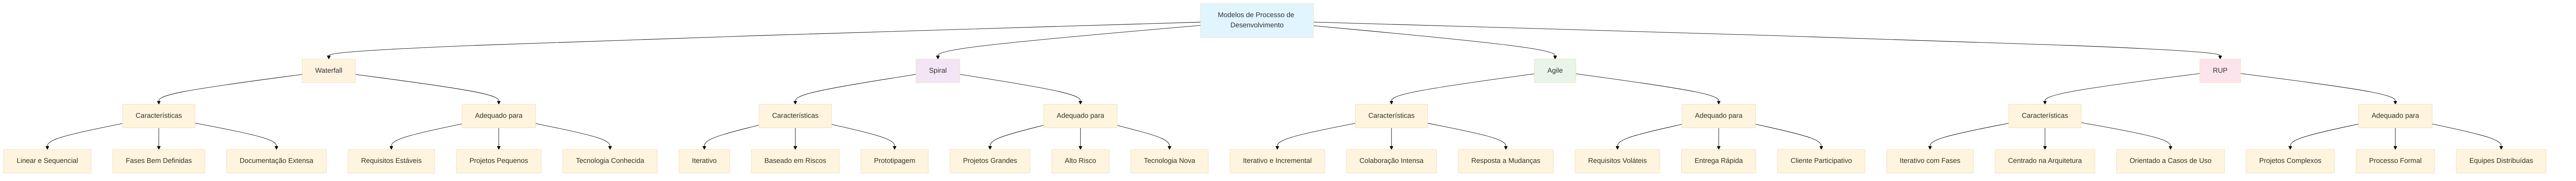 Modelos de Processo de
Desenvolvimento
Waterfall
Spiral
Agile
RUP
Características
Adequado para
Características
Adequado para
Características
Adequado para
Características
Adequado para
Linear e Sequencial
Fases Bem Definidas
Documentação Extensa
Requisitos Estáveis
Projetos Pequenos
Tecnologia Conhecida
Iterativo
Baseado em Riscos
Prototipagem
Projetos Grandes
Alto Risco
Tecnologia Nova
Iterativo e Incremental
Colaboração Intensa
Resposta a Mudanças
Requisitos Voláteis
Entrega Rápida
Cliente Participativo
Iterativo com Fases
Centrado na Arquitetura
Orientado a Casos de Uso
Projetos Complexos
Processo Formal
Equipes Distribuídas